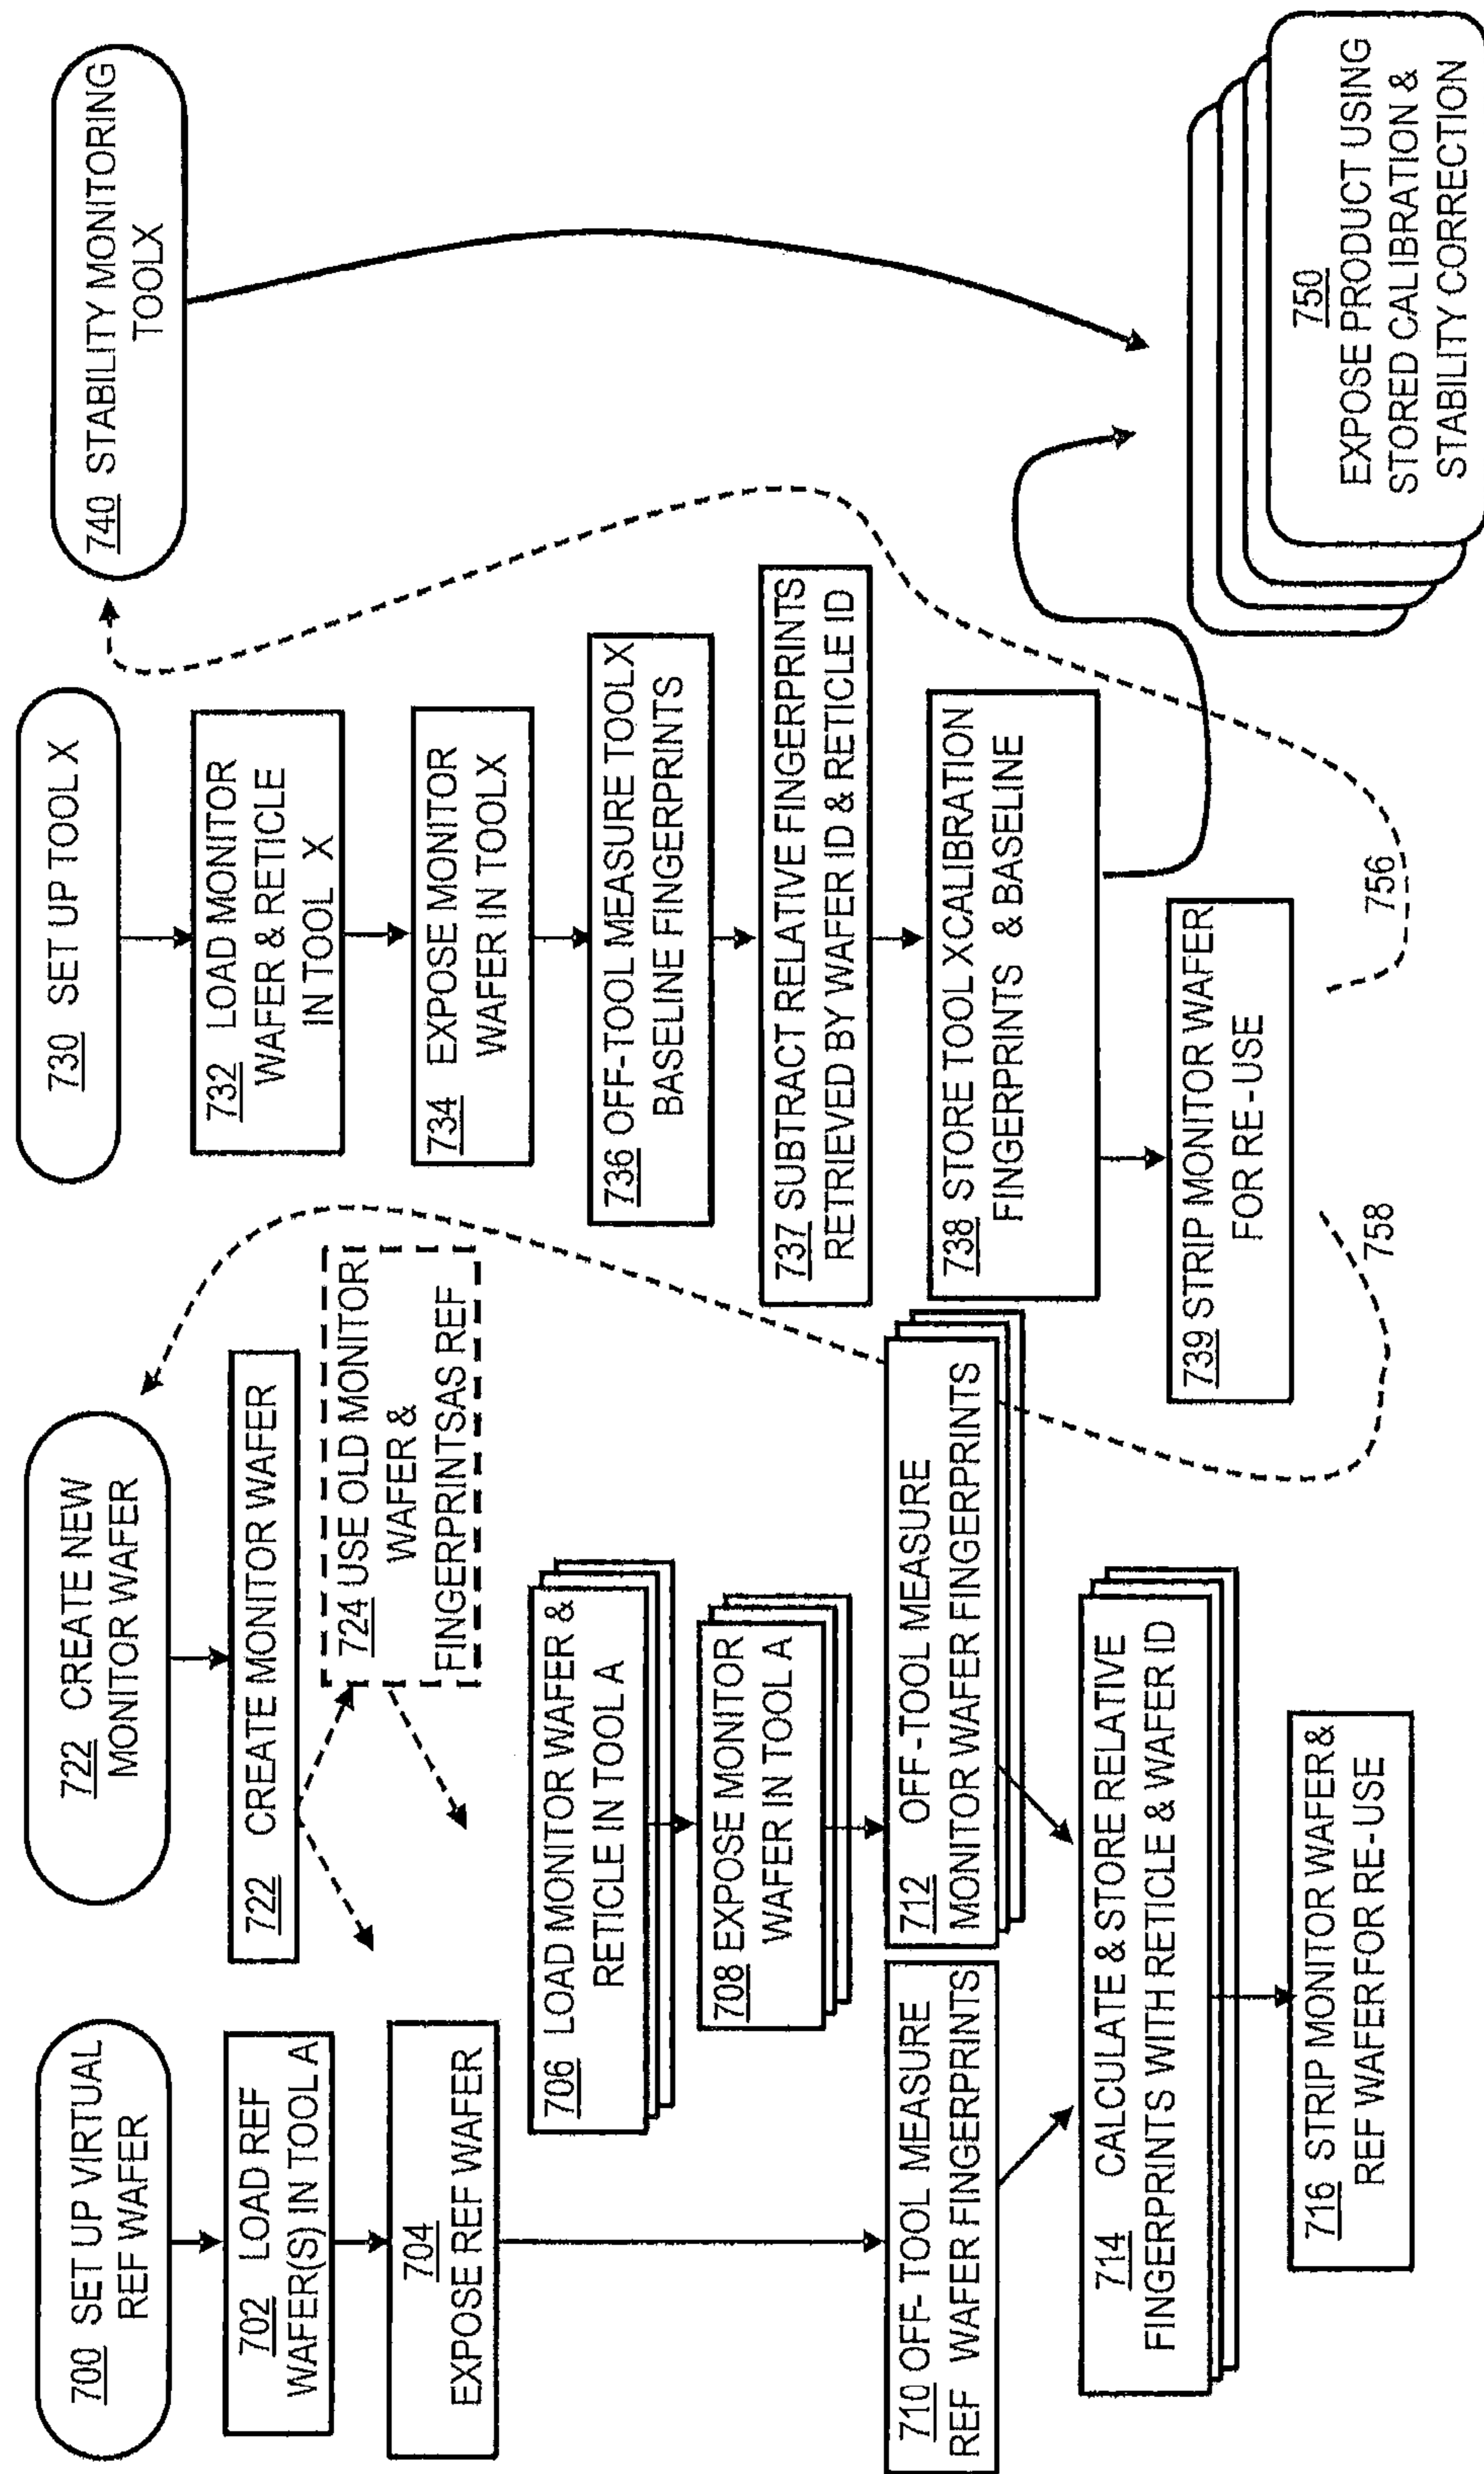 700 SET UP VIRTUAL
REF WAFER
702 LOAD REF
WAFER(S) IN TOOL A
704
EXPOSE REF WAFER
710 OFF- TOOL MEASURE
REF WAFER FINGERPRINTS
722 CREATE NEW
MONITOR WAFER
722 CREATE MONITOR WAFER
724 USE OLD MONITOR
WAFER &
FINGERPRINTSAS REF
706 LOAD MONITOR WAFER &
RETICLE IN TOOL A
708 EXPOSE MONITOR
WAFER IN TOOL A
712 OFF-TOOL MEASURE
MONITOR WAFER FINGERPRINTS
714 CALCULATE & STORE RELATIVE
FINGERPRINTS WITH RETICLE & WAFER ID
716 STRIP MONITOR WAFER&
REF WAFER FOR RE-USE
730 SET UP TOOL X
732 LOAD MONITOR
WAFER & RETICLE
IN TOOL X
734 EXPOSE MONITOR
WAFER IN TOOLX
736 OFF-TOOL MEASURE TOOLX
BASELINE FINGERPRINTS
737 SUBTRACT RELATIVE FINGERPRINTS
RETRIEVED BY WAFER ID & RETICLE ID
738 STORE TOOL XCALIBRATION
FINGERPRINTS & BASELINE
739 STRIP MONITOR WAFER
FOR RE-USE
758
756
740 STABILITY MONITORING
TOOLX
750
EXPOSE PRODUCT USING
STORED CALIBRATION &
STABILITY CORRECTION